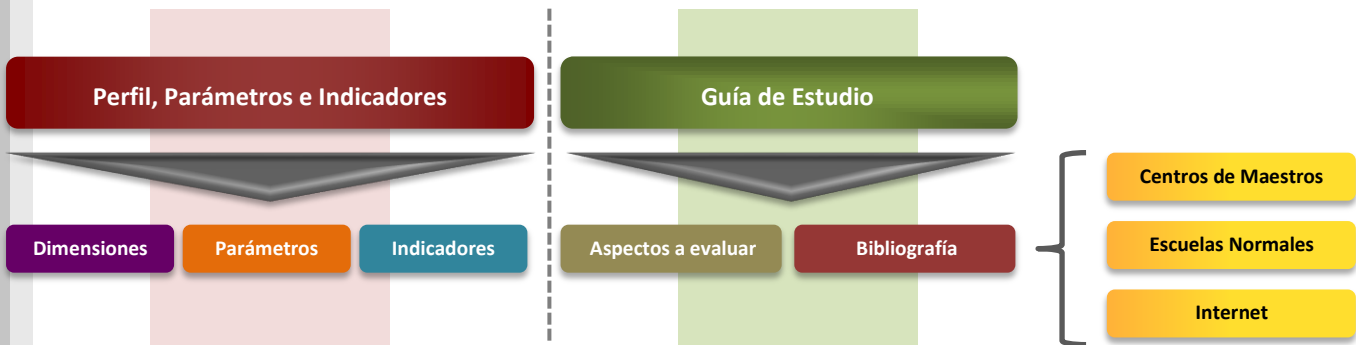 Perfil, Parámetros e Indicadores
Guía de Estudio
Dimensiones
Parámetros
Indicadores
Aspectos a evaluar
Bibliografía
Centros de Maestros
Escuelas Normales
Internet